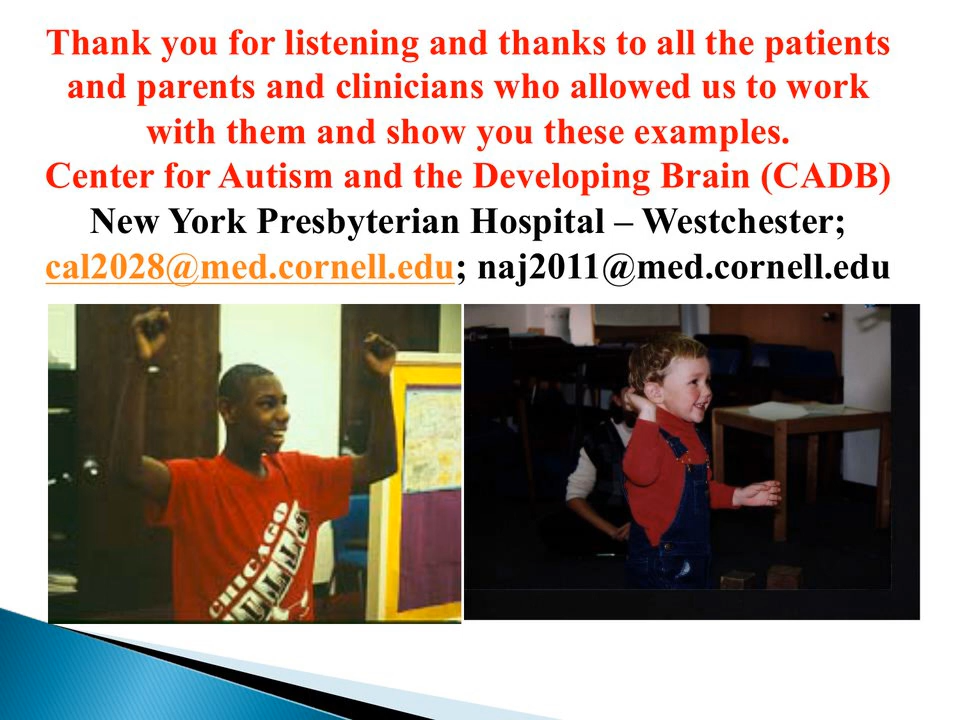 Thank you for listening and thanks to all the patients
and parents and clinicians who allowed us to work
with them and show you these examples.
Center for Autism and the Developing Brain (CADB)
New York Presbyterian Hospital – Westchester;
cal2028@med.cornell.edu; naj2011@med.cornell.edu
CHICAGO